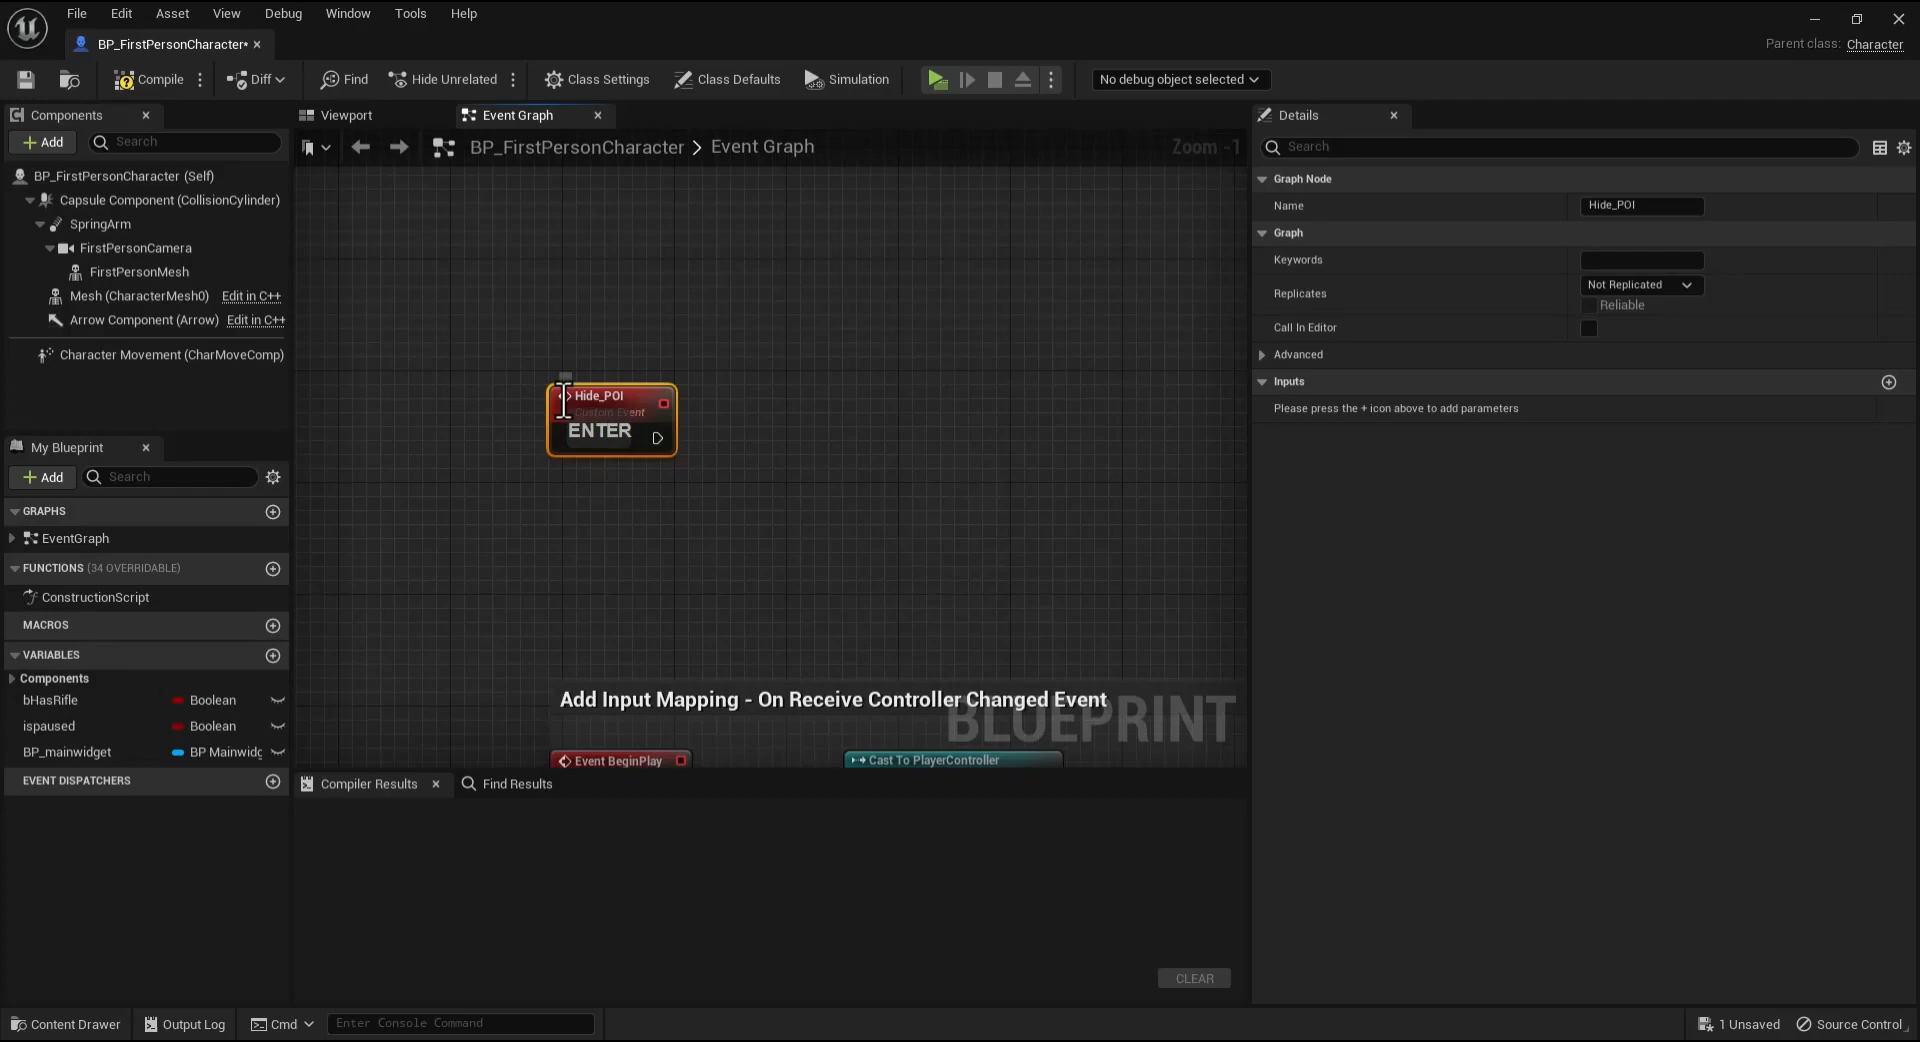 File Edit Asset View Debug Window Tools Help
BP_FirstPersonCharacter*
Parent class: Character
Compile Diff Find Hide Unrelated Class Settings Class Defaults Simulation No debug object selected
Components
Add Search
BP_FirstPersonCharacter (Self)
Capsule Component (CollisionCylinder)
SpringArm
FirstPersonCamera
FirstPersonMesh
Mesh (CharacterMesh0) Edit in C++
Arrow Component (Arrow) Edit in C++
Character Movement (CharMoveComp)
My Blueprint
Add Search
GRAPHS
EventGraph
FUNCTIONS (34 OVERRIDABLE)
ConstructionScript
MACROS
VARIABLES
Components
bHasRifle Boolean
ispaused Boolean
BP_mainwidget BP Mainwidg
EVENT DISPATCHERS
Viewport Event Graph
BP_FirstPersonCharacter > Event Graph Zoom -1
Hide_POI
Custom Event
ENTER
Add Input Mapping - On Receive Controller Changed Event
BLUEPRINT
Event BeginPlay Cast To PlayerController
Compiler Results Find Results
CLEAR
Details
Search
Graph Node
Name Hide_POI
Graph
Keywords
Replicates Not Replicated
Reliable
Call In Editor
Advanced
Inputs
Please press the + icon above to add parameters
Content Drawer Output Log Cmd Enter Console Command 1 Unsaved Source Control